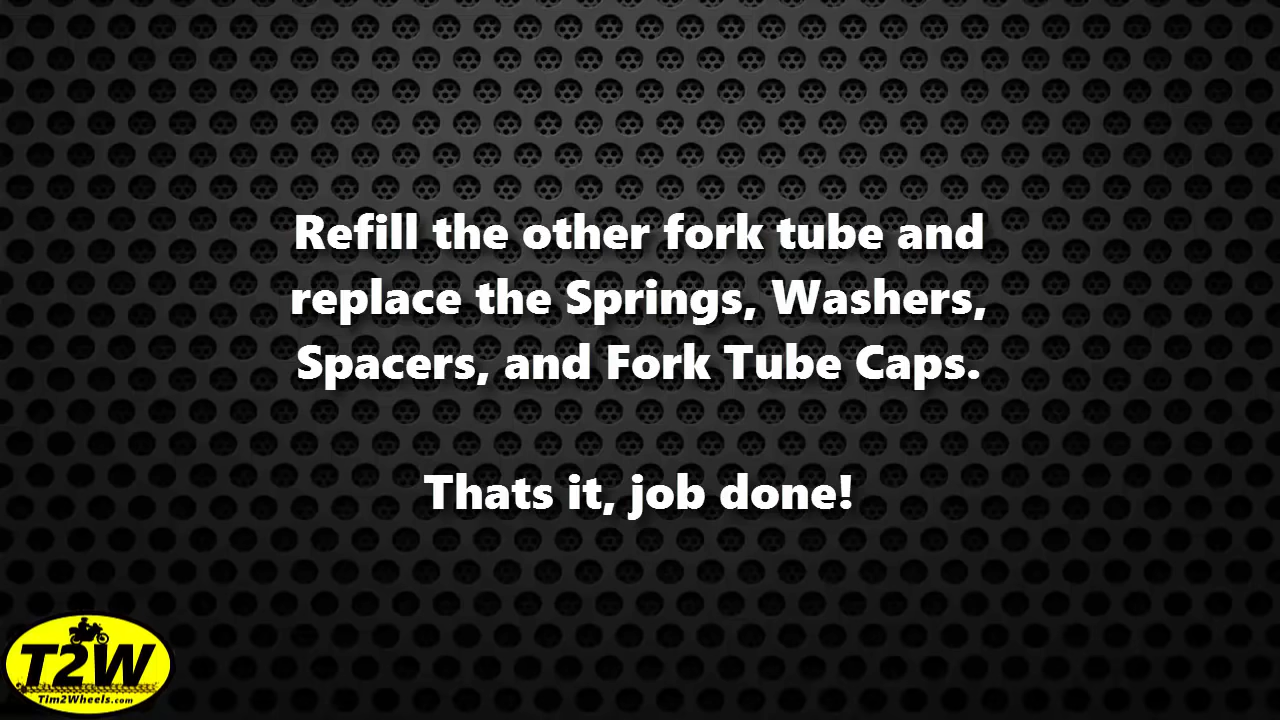 Refill the other fork tube and
replace the Springs, Washers,
Spacers, and Fork Tube Caps.
Thats it, job done!
T2W
Tim2Wheels.com